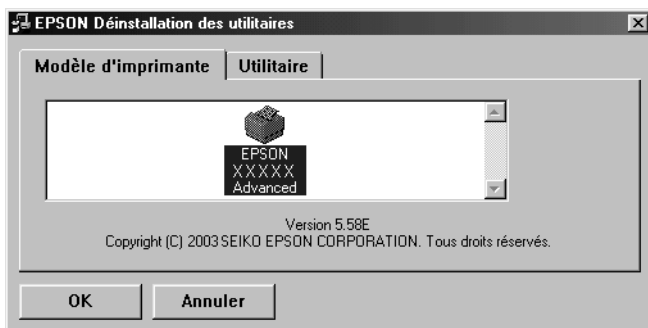 EPSON Déinstallation des utilitaires
Modèle d'imprimante
Utilitaire
EPSON
XXXXX
Advanced
Version 5.58E
Copyright (C) 2003 SEIKO EPSON CORPORATION. Tous droits réservés.
OK
Annuler